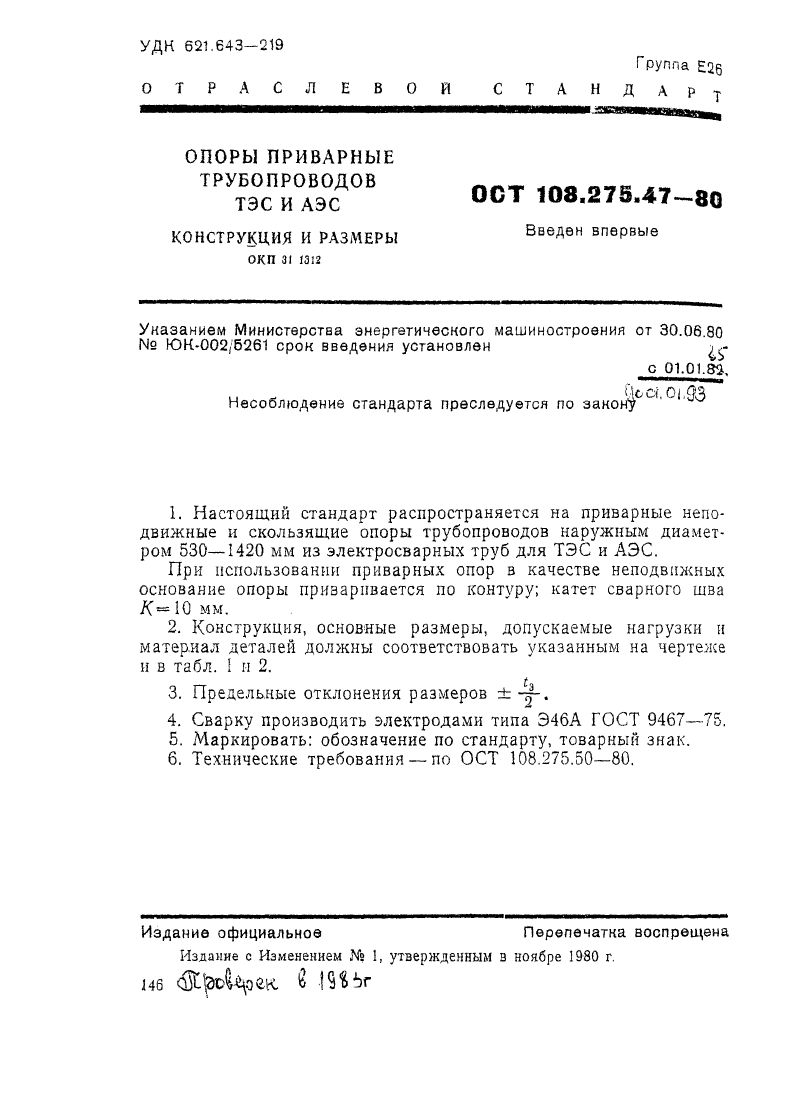 УДК 621.643—219
Группа Е26
ОТРАСЛЕВОЙ СТАНДАРТ
ОПОРЫ ПРИВАРНЫЕ
ТРУБОПРОВОДОВ
ТЭС И АЭС
КОНСТРУКЦИЯ И РАЗМЕРЫ
ОКП 31 1312
ОСТ 108.275.47—80
Введен впервые
Указанием Министерства энергетического машиностроения от 30.06.80
№ ЮК-002/5261 срок введения установлен
с 01.01.82
до 01.01.93
Несоблюдение стандарта преследуется по закону
1. Настоящий стандарт распространяется на приварные непо-
движные и скользящие опоры трубопроводов наружным диамет-
ром 530—1420 мм из электросварных труб для ТЭС и АЭС.
При использовании приварных опор в качестве неподвижных
основание опоры приваривается по контуру; катет сварного шва
K=10 мм.
2. Конструкция, основные размеры, допускаемые нагрузки и
материал деталей должны соответствовать указанным на чертеже
и в табл. 1 и 2.
3. Предельные отклонения размеров ± t₃/2.
4. Сварку производить электродами типа Э46А ГОСТ 9467—75.
5. Маркировать: обозначение по стандарту, товарный знак.
6. Технические требования — по ОСТ 108.275.50—80.
Издание официальное
Перепечатка воспрещена
Издание с Изменением № 1, утвержденным в ноябре 1980 г.
146 Проверен в 1985г